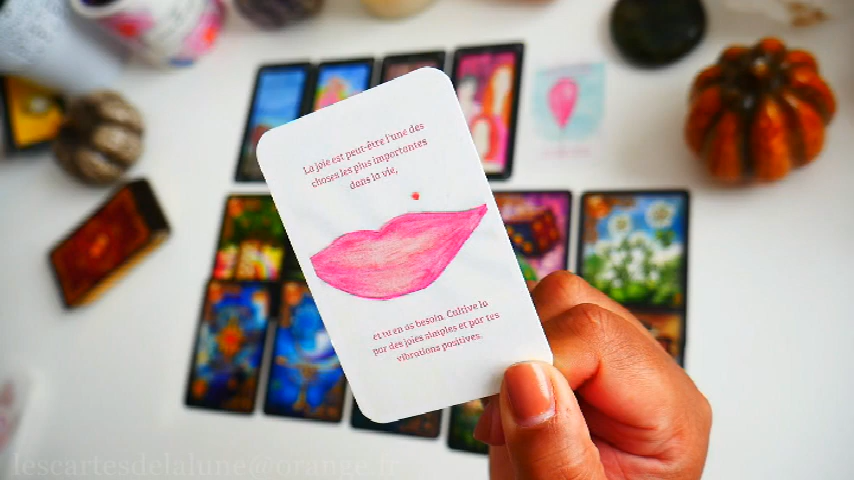 La joie est peut-être l'une des
choses les plus importantes
dans la vie,
et tu en as besoin. Cultive la
par des joies simples et par tes
vibrations positives.
lescartesdelalune@orange.fr